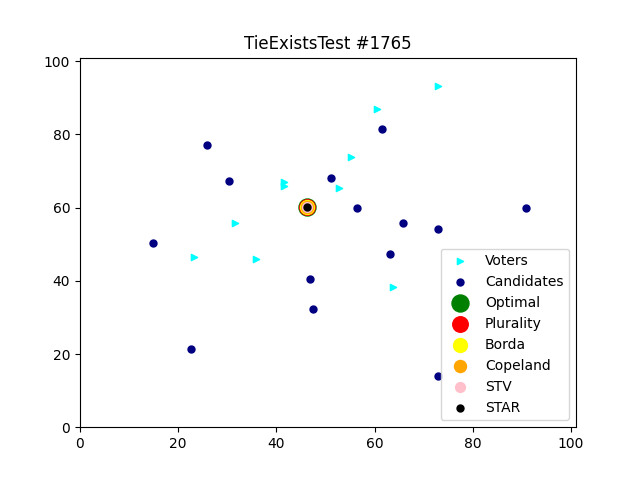 TieExistsTest #1765
100
80
60
40
20
0
0 20 40 60 80 100
Voters
Candidates
Optimal
Plurality
Borda
Copeland
STV
STAR